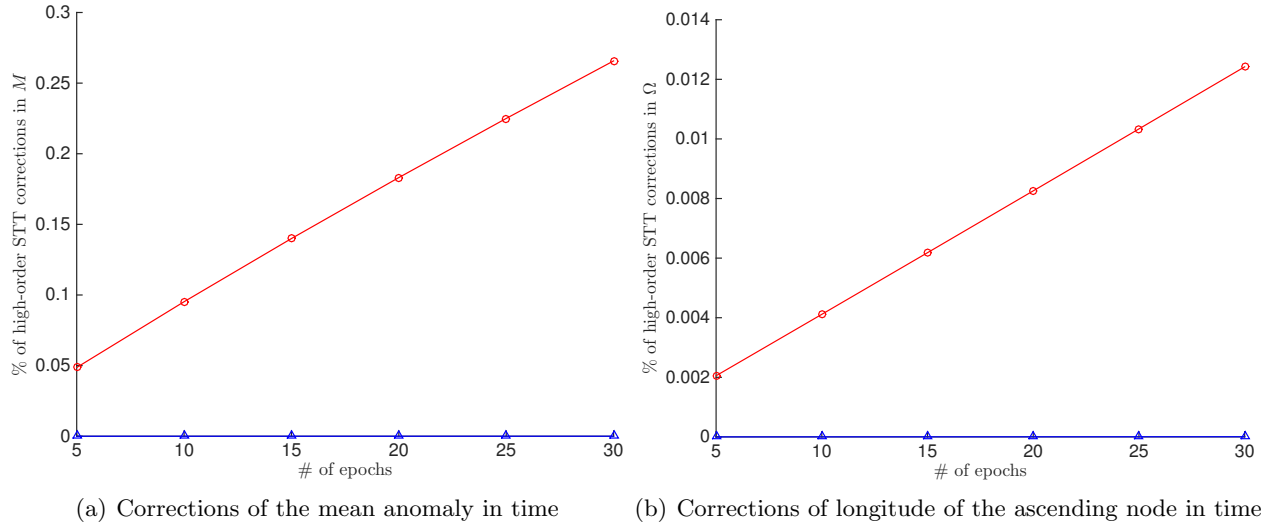 % of high-order STT corrections in M
0.3
0.25
0.2
0.15
0.1
0.05
0
5 10 15 20 25 30
# of epochs
(a) Corrections of the mean anomaly in time
% of high-order STT corrections in Ω
0.014
0.012
0.01
0.008
0.006
0.004
0.002
0
5 10 15 20 25 30
# of epochs
(b) Corrections of longitude of the ascending node in time